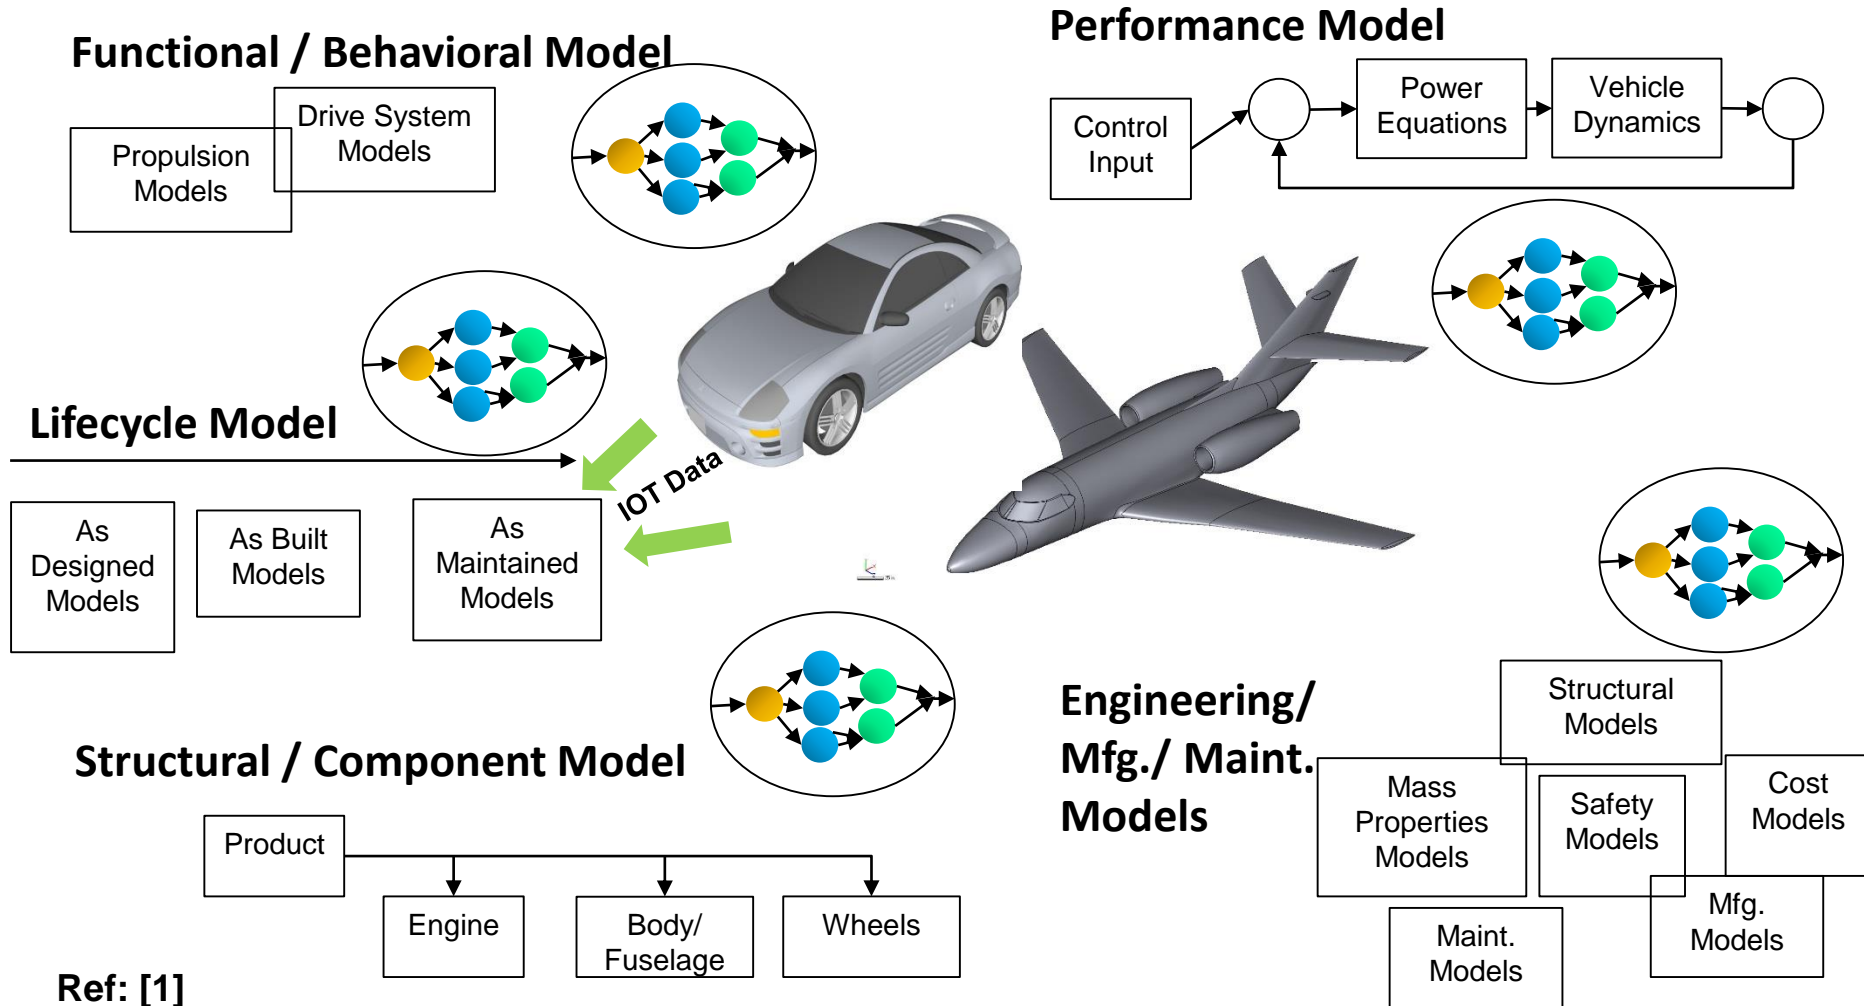 Functional / Behavioral Model
Drive System
Models
Propulsion
Models
Performance Model
Control
Input
Power
Equations
Vehicle
Dynamics
Lifecycle Model
IOT Data
As
Designed
Models
As Built
Models
As
Maintained
Models
Structural / Component Model
Product
Engine
Body/
Fuselage
Wheels
Engineering/
Mfg./ Maint.
Models
Structural
Models
Mass
Properties
Models
Safety
Models
Cost
Models
Mfg.
Models
Maint.
Models
Ref: [1]